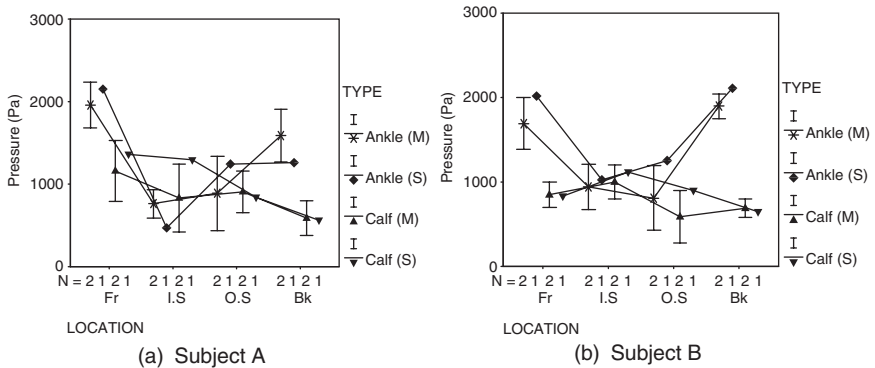 3000
2000
1000
0
Pressure (Pa)
N = 2 1 2 1 2 1 2 1 2 1 2 1 2 1 2 1
Fr I.S O.S Bk
LOCATION
TYPE
Ankle (M)
Ankle (S)
Calf (M)
Calf (S)
(a) Subject A
3000
2000
1000
0
Pressure (Pa)
N = 2 1 2 1 2 1 2 1 2 1 2 1 2 1 2 1
Fr I.S O.S Bk
LOCATION
TYPE
Ankle (M)
Ankle (S)
Calf (M)
Calf (S)
(b) Subject B